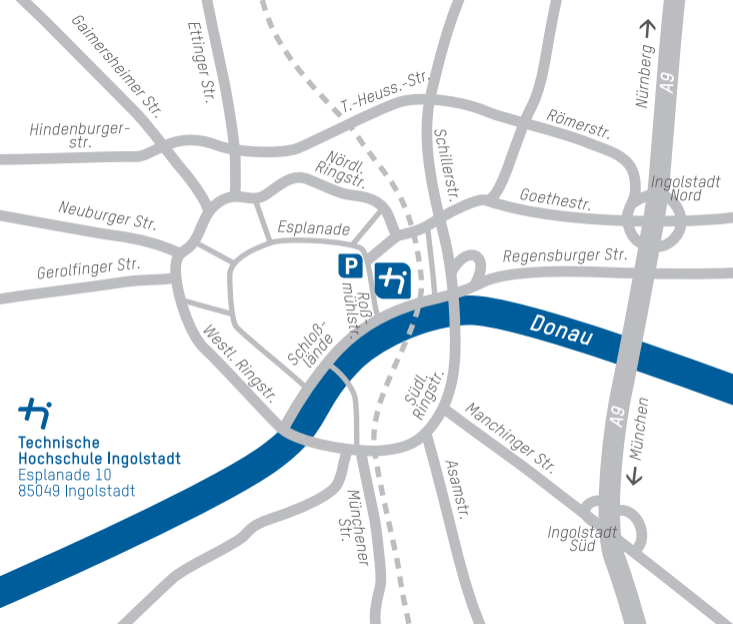 Gaimersheimer Str.
Ettinger Str.
Nürnberg
A9
T.-Heuss.-Str.
Hindenburger-
str.
Römerstr.
Schillerstr.
Nördl.
Ringstr.
Ingolstadt
Nord
Goethestr.
Neuburger Str.
Esplanade
Regensburger Str.
Gerolfinger Str.
P
Roß-
mühlstr.
Schloß-
lände
Donau
Westl. Ringstr.
Südl.
Ringstr.
A9
München
Manchinger Str.
Technische
Hochschule Ingolstadt
Esplanade 10
85049 Ingolstadt
Asamstr.
Münchener
Str.
Ingolstadt
Süd